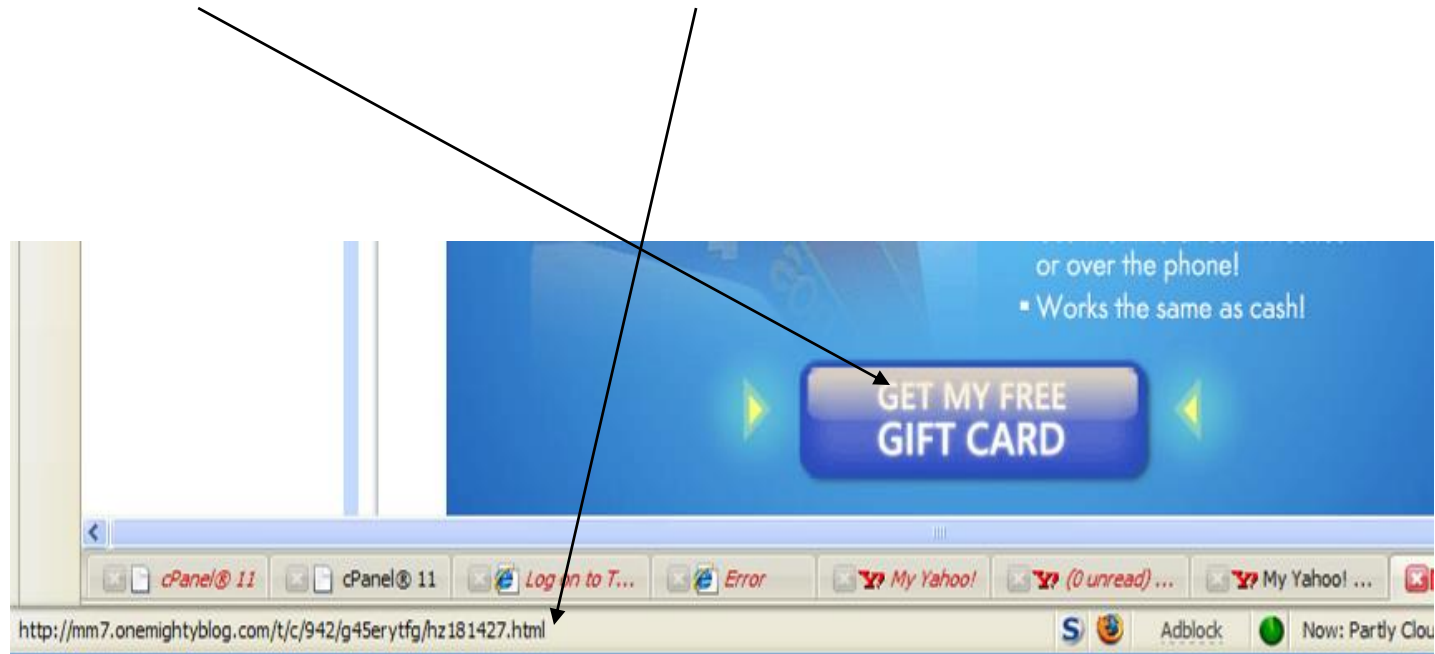 or over the phone!
▪ Works the same as cash!
GET MY FREE
GIFT CARD
cPanel® 11 cPanel® 11 Log on to T... Error My Yahoo! (0 unread) ... My Yahoo! ...
http://mm7.onemightyblog.com/t/c/942/g45erytfg/hz181427.html S Adblock Now: Partly Clou